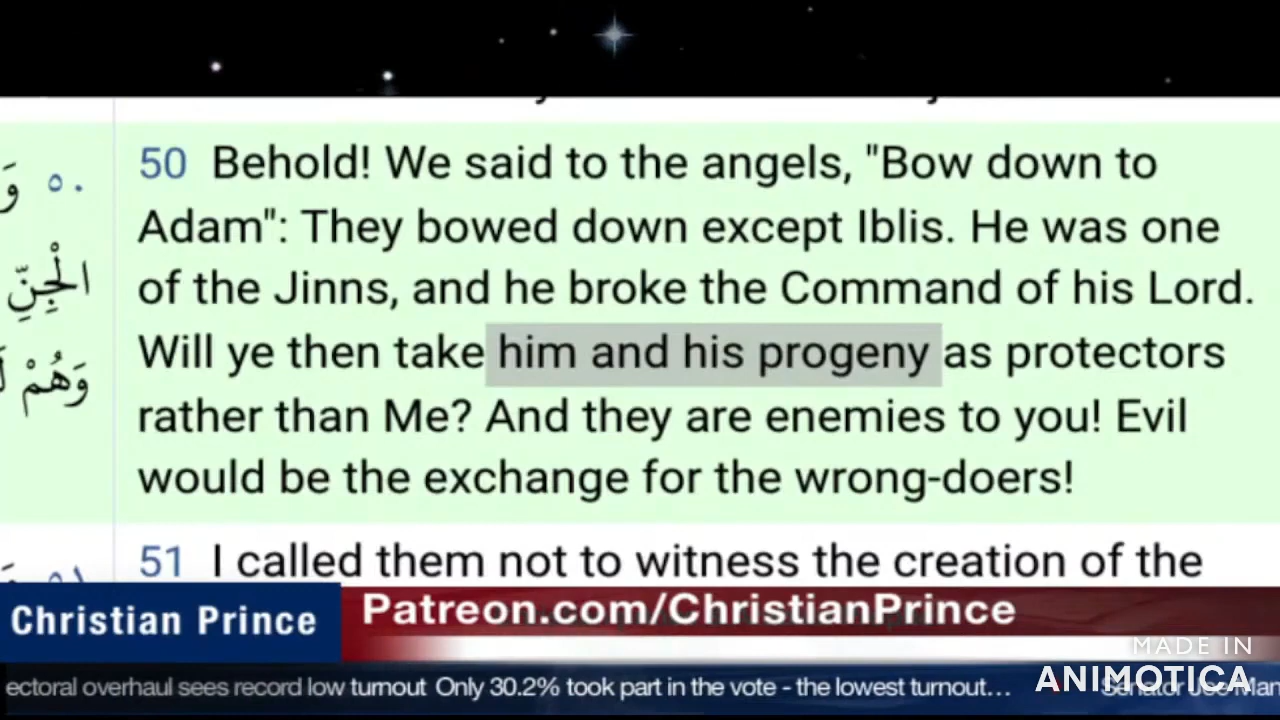 50 Behold! We said to the angels, "Bow down to
Adam": They bowed down except Iblis. He was one
of the Jinns, and he broke the Command of his Lord.
Will ye then take him and his progeny as protectors
rather than Me? And they are enemies to you! Evil
would be the exchange for the wrong-doers!
٥٠
الْجِنِّ
وَهُمْ
51 I called them not to witness the creation of the
Christian Prince
Patreon.com/ChristianPrince
MADE IN
ANIMOTICA
ectoral overhaul sees record low turnout Only 30.2% took part in the vote - the lowest turnout...